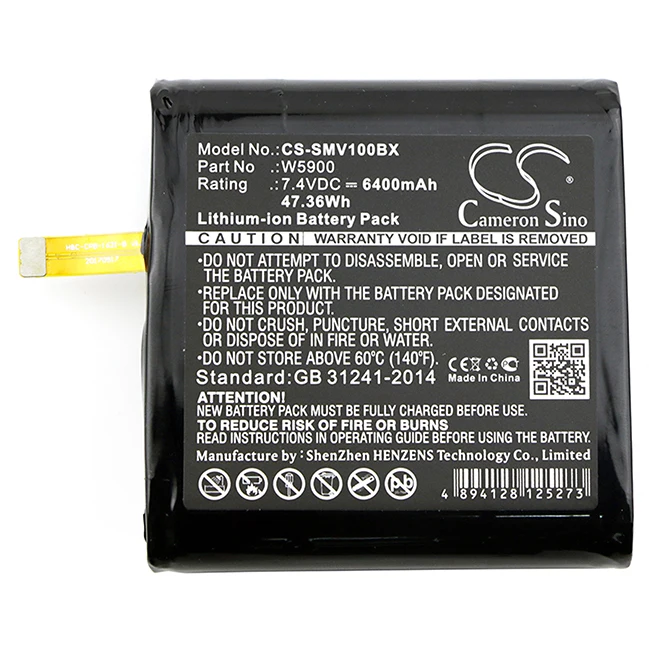 Model No.: CS-SMV100BX
Part No : W5900
Rating : 7.4VDC ⎓ 6400mAh
47.36Wh
Lithium-ion Battery Pack
Cameron Sino
CAUTION WARRANTY VOID IF LABEL IS REMOVED
•DO NOT ATTEMPT TO DISASSEMBLE, OPEN OR SERVICE
THE BATTERY PACK.
•REPLACE ONLY WITH THE BATTERY PACK DESIGNATED
FOR THIS PRODUCT.
•DO NOT CRUSH, PUNCTURE, SHORT EXTERNAL CONTACTS
OR DISPOSE OF IN FIRE OR WATER.
•DO NOT STORE ABOVE 60°C (140°F).
Standard:GB 31241-2014
CE
Made In China
ATTENTION!
NEW BATTERY PACK MUST BE FULLY CHARGED BEFORE USE.
TO REDUCE RISK OF FIRE OR BURNS
READ INSTRUCTIONS OF OPERATING BATTERY BEFORE USING.
Manufacture by : ShenZhen HENZENS Technology Co., Limited
Pb
4 894128 125273